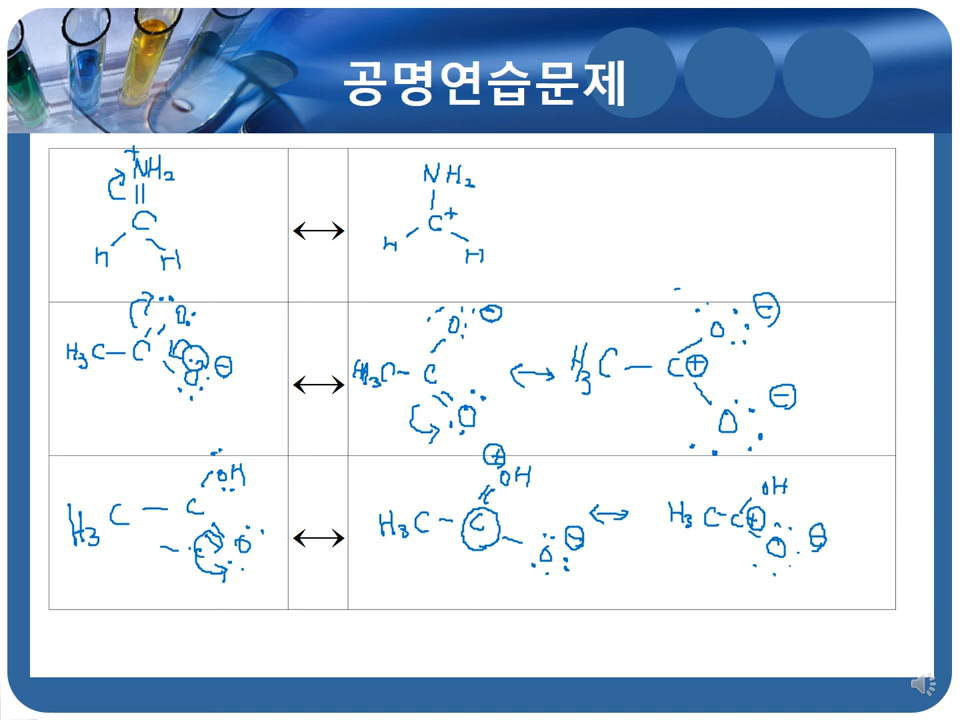 공명연습문제
+
NH₂ NH₂
|| |
C C⁺
H H ↔ H H
H₃C–C O O ⊖ ↔ H₃C–C O ⊖ O ↔ H₃C–C⊕ O ⊖ O ⊖
H₃C–C OH O ↔ H₃C–C ⊕ OH O ⊖ ↔ H₃C–C⊕ OH O ⊖